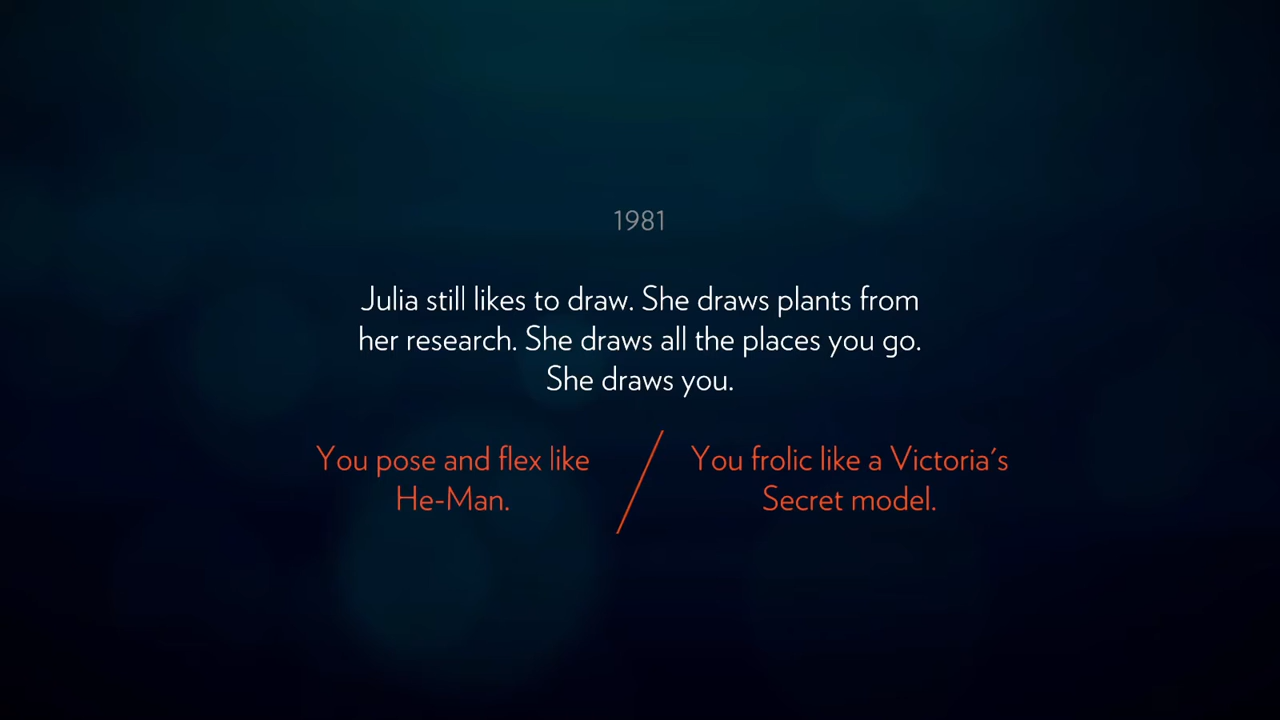 1981
Julia still likes to draw. She draws plants from
her research. She draws all the places you go.
She draws you.
You pose and flex like
He-Man.
You frolic like a Victoria's
Secret model.